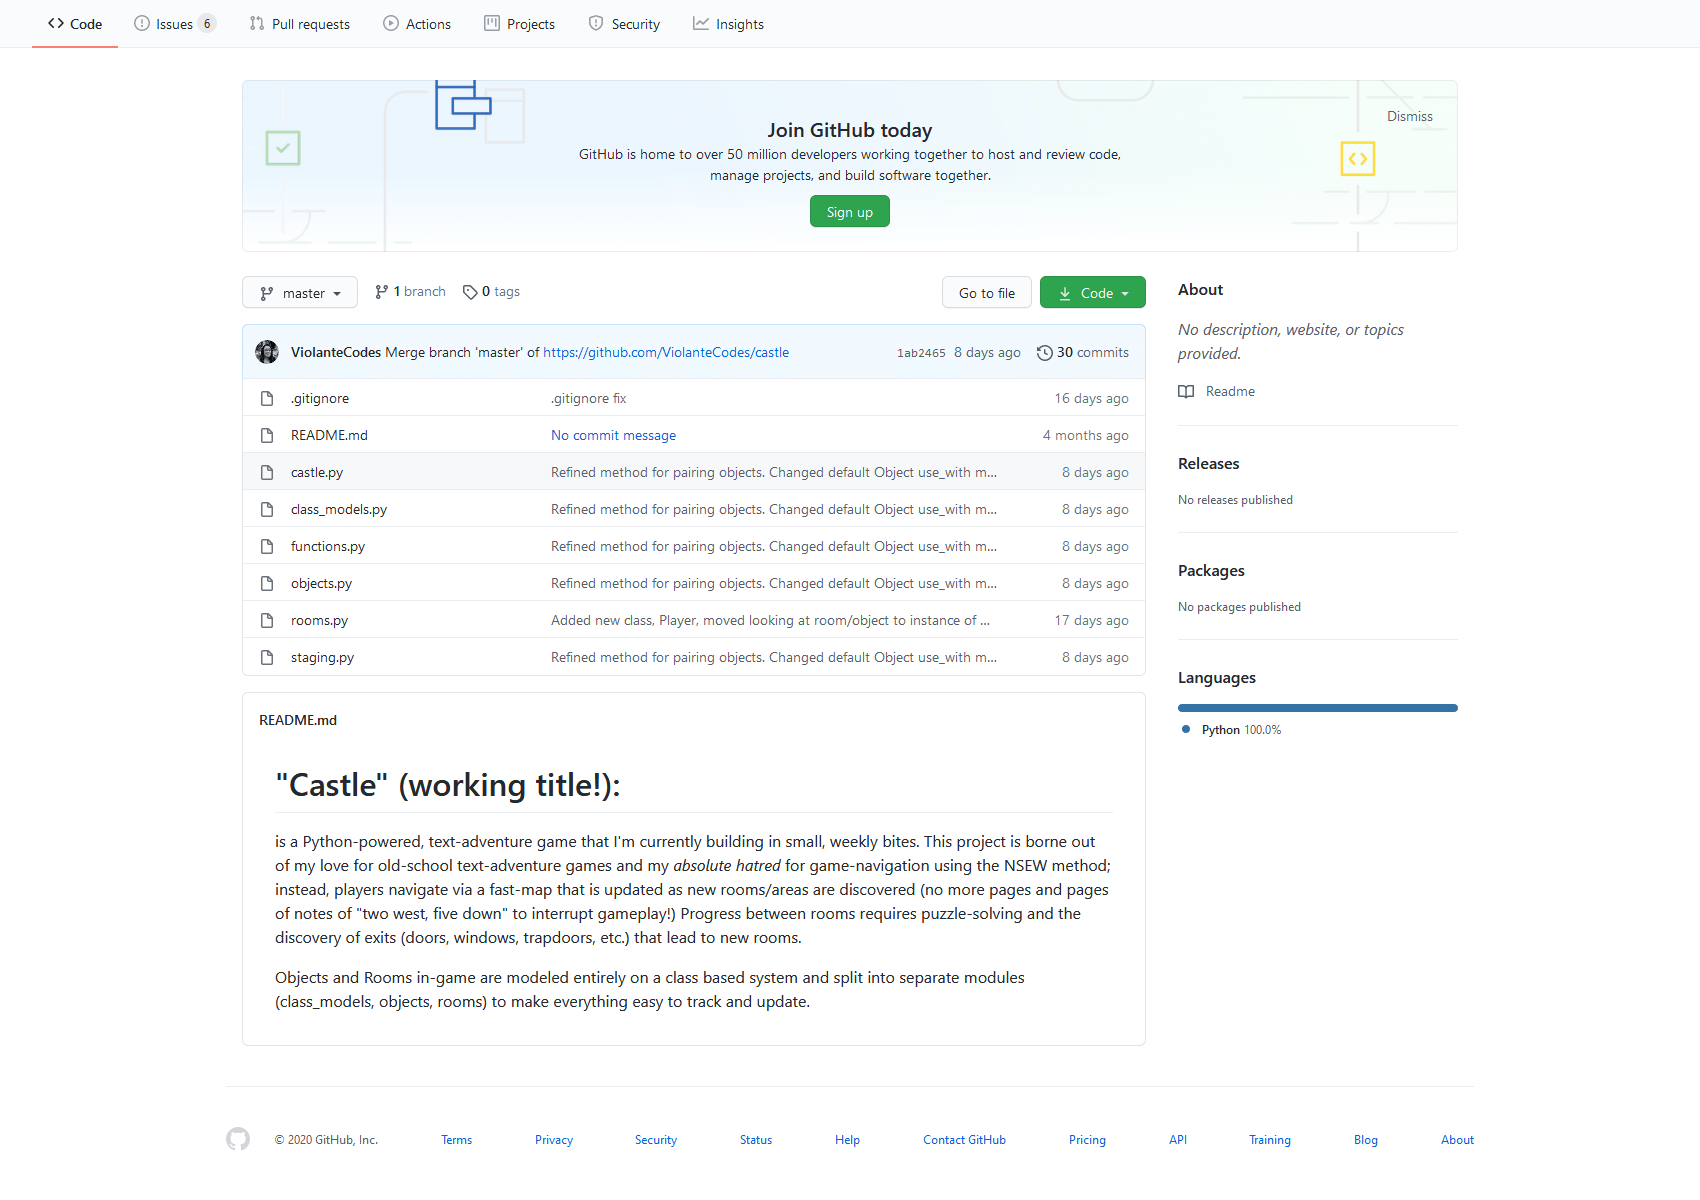 Code Issues 6 Pull requests Actions Projects Security Insights
Dismiss
Join GitHub today
GitHub is home to over 50 million developers working together to host and review code,
manage projects, and build software together.
Sign up
master 1 branch 0 tags Go to file Code
ViolanteCodes Merge branch 'master' of https://github.com/ViolanteCodes/castle 1ab2465 8 days ago 30 commits
.gitignore .gitignore fix 16 days ago
README.md No commit message 4 months ago
castle.py Refined method for pairing objects. Changed default Object use_with m... 8 days ago
class_models.py Refined method for pairing objects. Changed default Object use_with m... 8 days ago
functions.py Refined method for pairing objects. Changed default Object use_with m... 8 days ago
objects.py Refined method for pairing objects. Changed default Object use_with m... 8 days ago
rooms.py Added new class, Player, moved looking at room/object to instance of ... 17 days ago
staging.py Refined method for pairing objects. Changed default Object use_with m... 8 days ago
About
No description, website, or topics
provided.
Readme
Releases
No releases published
Packages
No packages published
Languages
Python 100.0%
README.md
"Castle" (working title!):
is a Python-powered, text-adventure game that I'm currently building in small, weekly bites. This project is borne out
of my love for old-school text-adventure games and my absolute hatred for game-navigation using the NSEW method;
instead, players navigate via a fast-map that is updated as new rooms/areas are discovered (no more pages and pages
of notes of "two west, five down" to interrupt gameplay!) Progress between rooms requires puzzle-solving and the
discovery of exits (doors, windows, trapdoors, etc.) that lead to new rooms.
Objects and Rooms in-game are modeled entirely on a class based system and split into separate modules
(class_models, objects, rooms) to make everything easy to track and update.
© 2020 GitHub, Inc. Terms Privacy Security Status Help Contact GitHub Pricing API Training Blog About